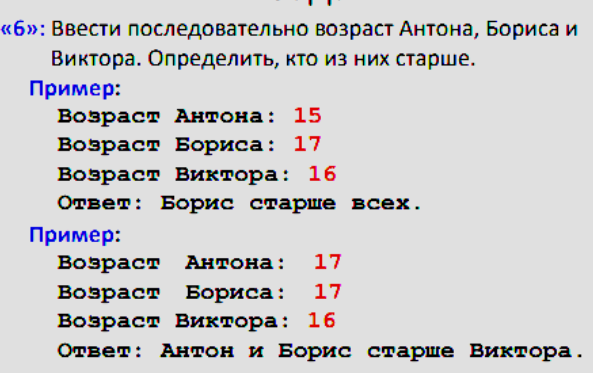 «6»: Ввести последовательно возраст Антона, Бориса и
Виктора. Определить, кто из них старше.
Пример:
Возраст Антона: 15
Возраст Бориса: 17
Возраст Виктора: 16
Ответ: Борис старше всех.
Пример:
Возраст Антона: 17
Возраст Бориса: 17
Возраст Виктора: 16
Ответ: Антон и Борис старше Виктора.